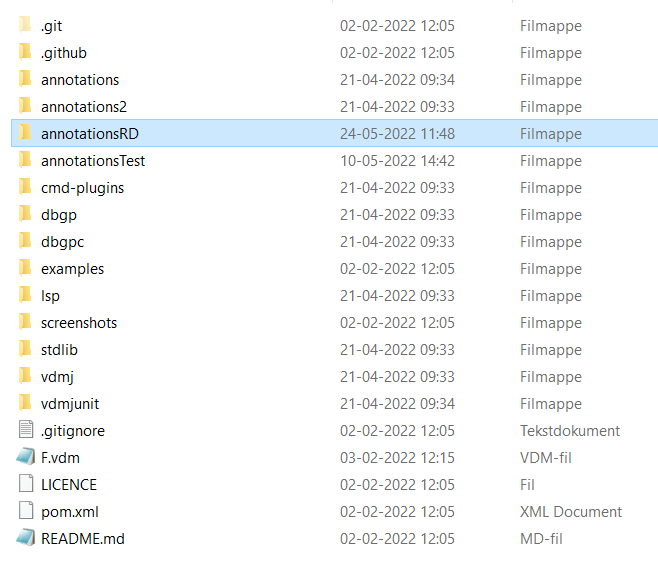 .git 02-02-2022 12:05 Filmappe
.github 02-02-2022 12:05 Filmappe
annotations 21-04-2022 09:34 Filmappe
annotations2 21-04-2022 09:33 Filmappe
annotationsRD 24-05-2022 11:48 Filmappe
annotationsTest 10-05-2022 14:42 Filmappe
cmd-plugins 21-04-2022 09:33 Filmappe
dbgp 21-04-2022 09:33 Filmappe
dbgpc 21-04-2022 09:33 Filmappe
examples 02-02-2022 12:05 Filmappe
lsp 21-04-2022 09:33 Filmappe
screenshots 02-02-2022 12:05 Filmappe
stdlib 21-04-2022 09:33 Filmappe
vdmj 21-04-2022 09:33 Filmappe
vdmjunit 21-04-2022 09:34 Filmappe
.gitignore 02-02-2022 12:05 Tekstdokument
F.vdm 03-02-2022 12:15 VDM-fil
LICENCE 02-02-2022 12:05 Fil
pom.xml 02-02-2022 12:05 XML Document
README.md 02-02-2022 12:05 MD-fil